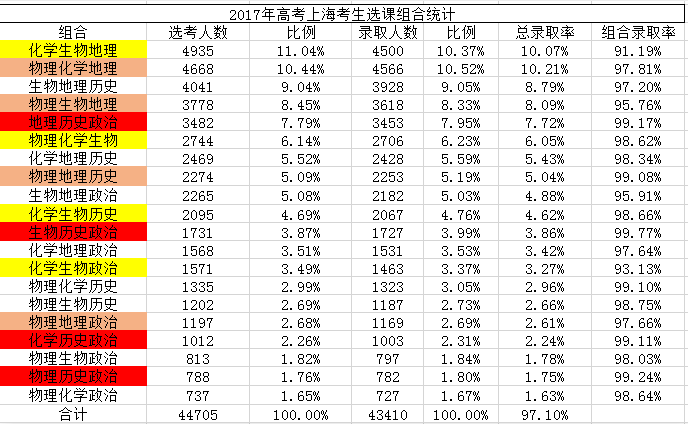 2017年高考上海考生选课组合统计
组合 选考人数 比例 录取人数 比例 总录取率 组合录取率
化学生物地理 4935 11.04% 4500 10.37% 10.07% 91.19%
物理化学地理 4668 10.44% 4566 10.52% 10.21% 97.81%
生物地理历史 4041 9.04% 3928 9.05% 8.79% 97.20%
物理生物地理 3778 8.45% 3618 8.33% 8.09% 95.76%
地理历史政治 3482 7.79% 3453 7.95% 7.72% 99.17%
物理化学生物 2744 6.14% 2706 6.23% 6.05% 98.62%
化学地理历史 2469 5.52% 2428 5.59% 5.43% 98.34%
物理地理历史 2274 5.09% 2253 5.19% 5.04% 99.08%
生物地理政治 2265 5.08% 2182 5.03% 4.88% 95.91%
化学生物历史 2095 4.69% 2067 4.76% 4.62% 98.66%
生物历史政治 1731 3.87% 1727 3.99% 3.86% 99.77%
化学地理政治 1568 3.51% 1531 3.53% 3.42% 97.64%
化学生物政治 1571 3.49% 1463 3.37% 3.27% 93.13%
物理化学历史 1335 2.99% 1323 3.05% 2.96% 99.10%
物理生物历史 1202 2.69% 1187 2.73% 2.66% 98.75%
物理地理政治 1197 2.68% 1169 2.69% 2.61% 97.66%
化学历史政治 1012 2.26% 1003 2.31% 2.24% 99.11%
物理生物政治 813 1.82% 797 1.84% 1.78% 98.03%
物理历史政治 788 1.76% 782 1.80% 1.75% 99.24%
物理化学政治 737 1.65% 727 1.67% 1.63% 98.64%
合计 44705 100.00% 43410 100.00% 97.10%